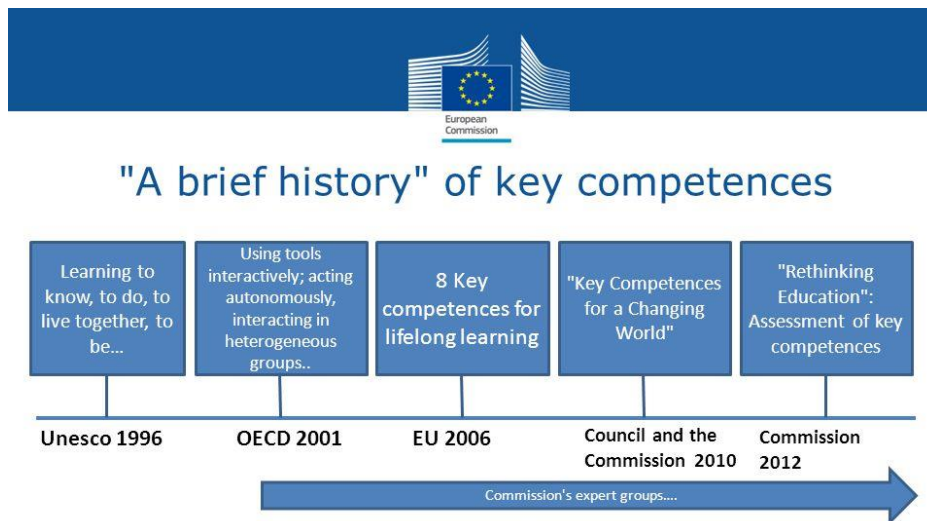 European
Commission
"A brief history" of key competences
Learning to
know, to do, to
live together, to
be...
Using tools
interactively; acting
autonomously,
interacting in
heterogeneous
groups..
8 Key
competences for
lifelong learning
"Key Competences
for a Changing
World"
"Rethinking
Education":
Assessment of key
competences
Unesco 1996
OECD 2001
EU 2006
Council and the
Commission 2010
Commission
2012
Commission's expert groups....